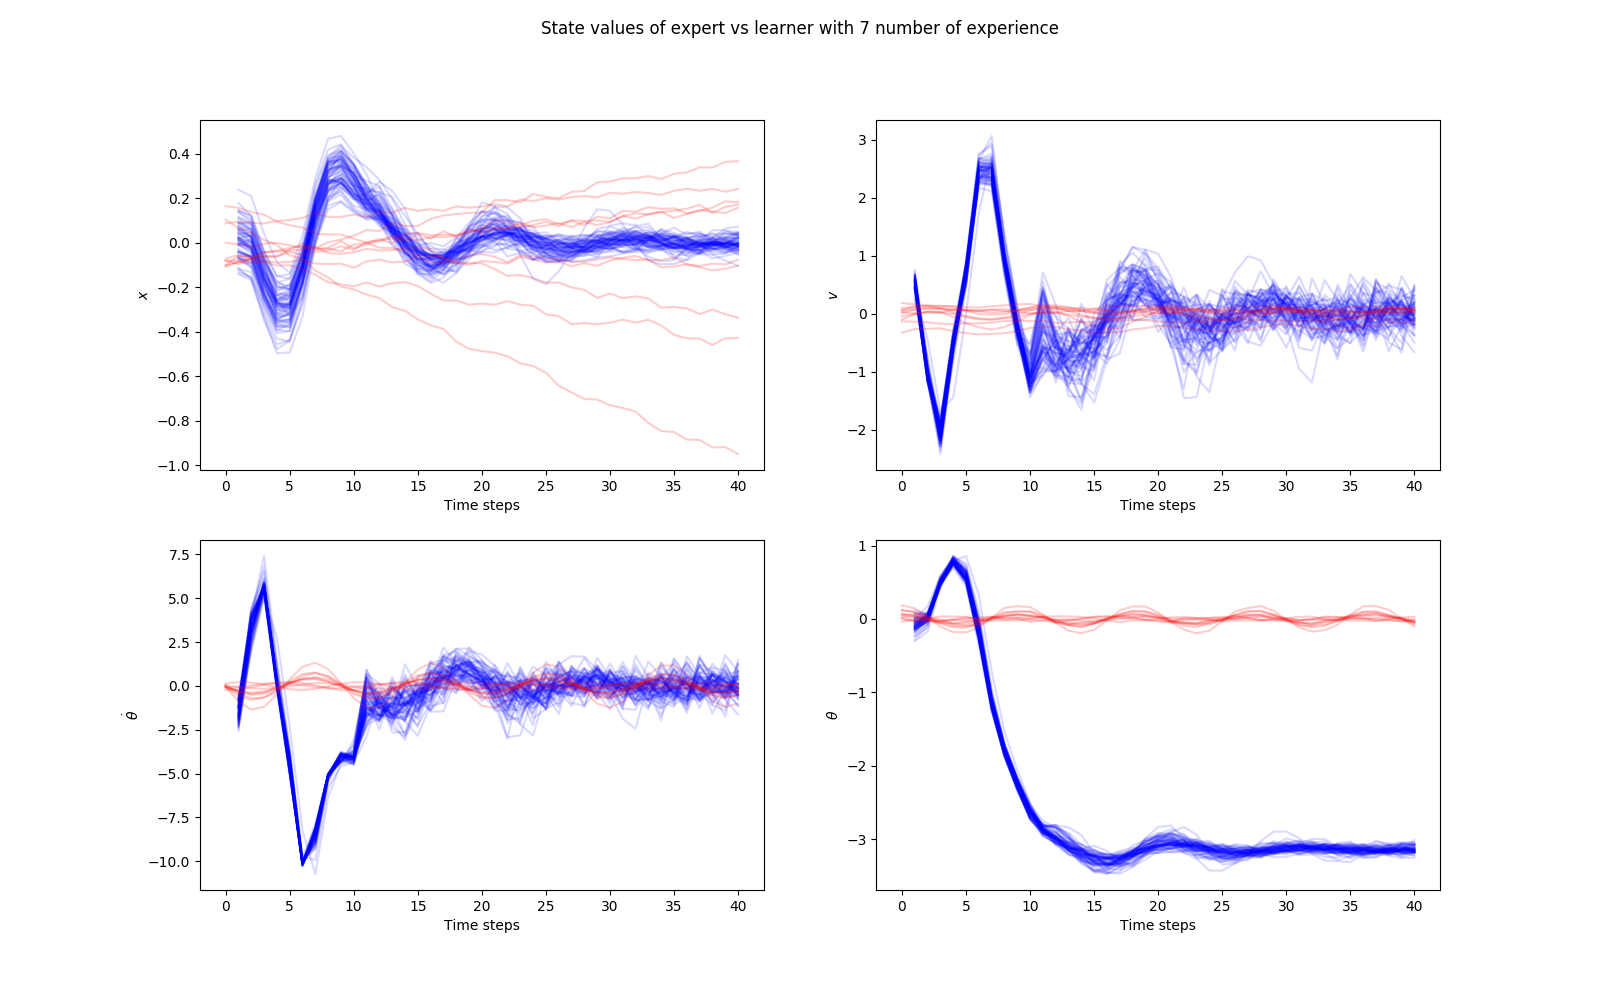 State values of expert vs learner with 7 number of experience
0.4
0.2
0.0
−0.2
−0.4
−0.6
−0.8
−1.0
x
0 5 10 15 20 25 30 35 40
Time steps
3
2
1
0
−1
−2
v
0 5 10 15 20 25 30 35 40
Time steps
7.5
5.0
2.5
0.0
−2.5
−5.0
−7.5
−10.0
θ̇
0 5 10 15 20 25 30 35 40
Time steps
1
0
−1
−2
−3
θ
0 5 10 15 20 25 30 35 40
Time steps